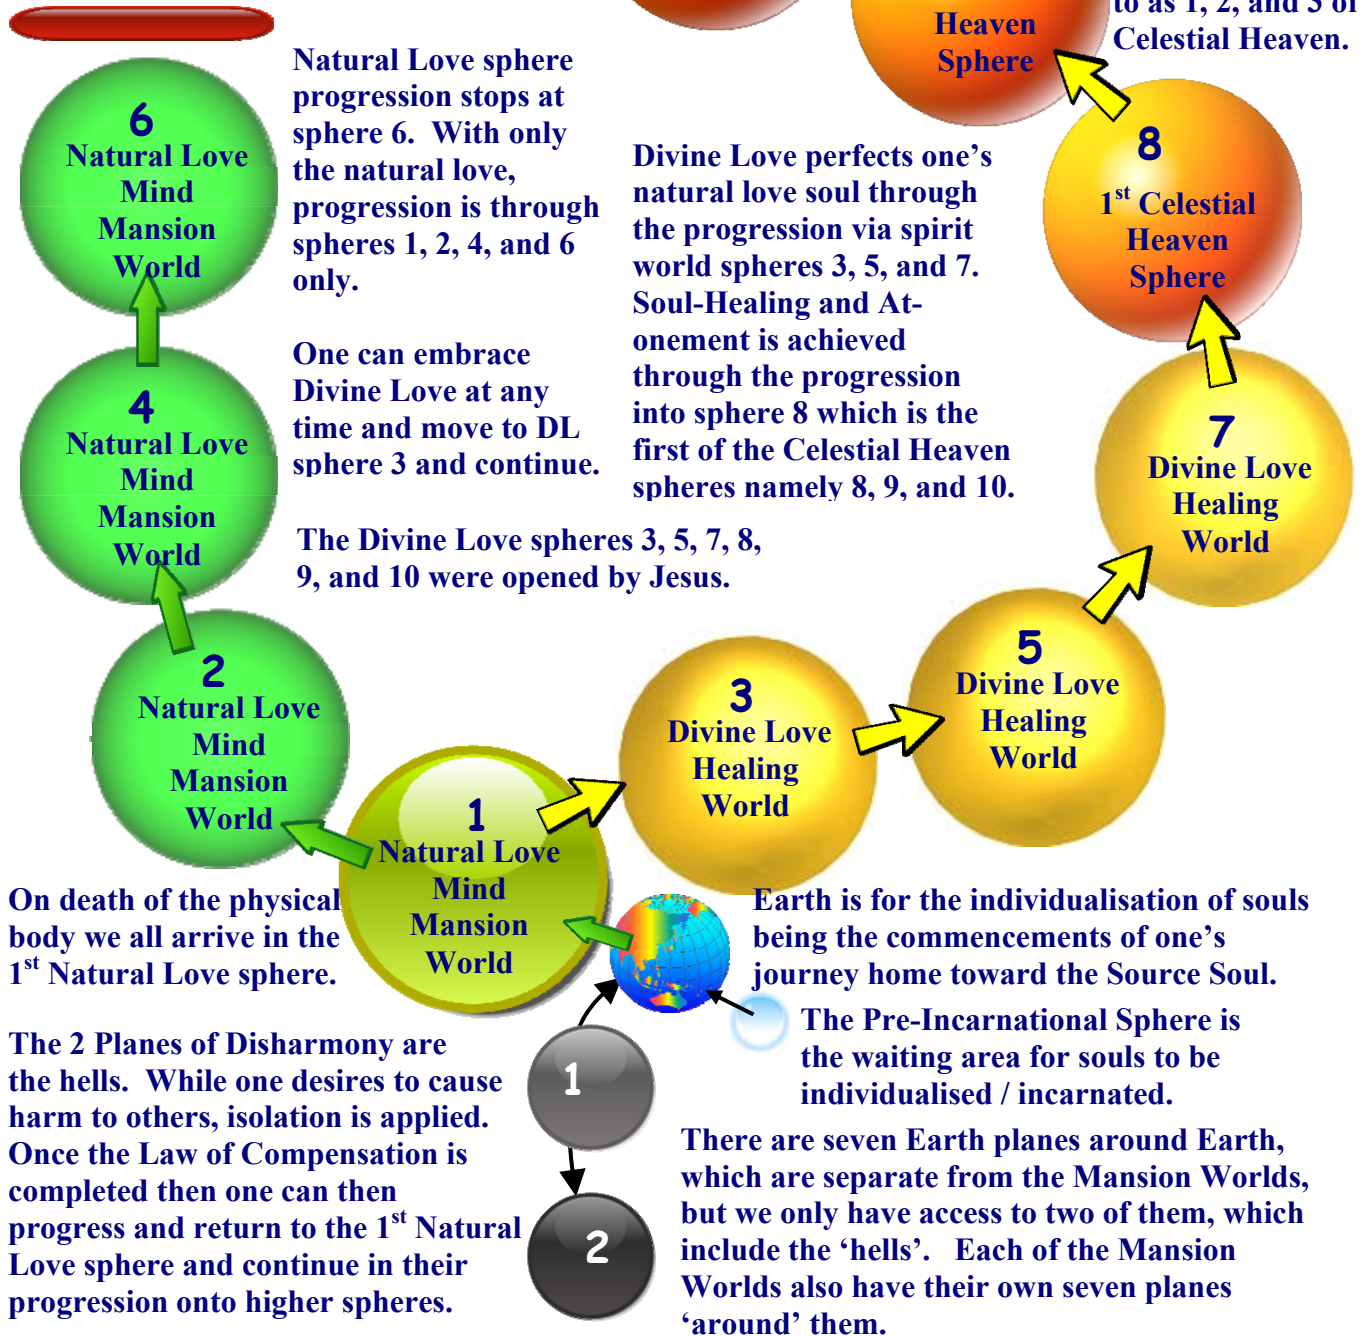 to as 1, 2, and 3 of
Celestial Heaven.
Heaven
Sphere
Natural Love sphere
progression stops at
sphere 6. With only
the natural love,
progression is through
spheres 1, 2, 4, and 6
only.
One can embrace
Divine Love at any
time and move to DL
sphere 3 and continue.
6
Natural Love
Mind
Mansion
World
Divine Love perfects one’s
natural love soul through
the progression via spirit
world spheres 3, 5, and 7.
Soul-Healing and At-
onement is achieved
through the progression
into sphere 8 which is the
first of the Celestial Heaven
spheres namely 8, 9, and 10.
8
1st Celestial
Heaven
Sphere
4
Natural Love
Mind
Mansion
World
7
Divine Love
Healing
World
The Divine Love spheres 3, 5, 7, 8,
9, and 10 were opened by Jesus.
2
Natural Love
Mind
Mansion
World
3
Divine Love
Healing
World
5
Divine Love
Healing
World
1
Natural Love
Mind
Mansion
World
On death of the physical
body we all arrive in the
1st Natural Love sphere.
Earth is for the individualisation of souls
being the commencements of one’s
journey home toward the Source Soul.
The Pre-Incarnational Sphere is
the waiting area for souls to be
individualised / incarnated.
The 2 Planes of Disharmony are
the hells. While one desires to cause
harm to others, isolation is applied.
Once the Law of Compensation is
completed then one can then
progress and return to the 1st Natural
Love sphere and continue in their
progression onto higher spheres.
1
2
There are seven Earth planes around Earth,
which are separate from the Mansion Worlds,
but we only have access to two of them, which
include the ‘hells’. Each of the Mansion
Worlds also have their own seven planes
‘around’ them.